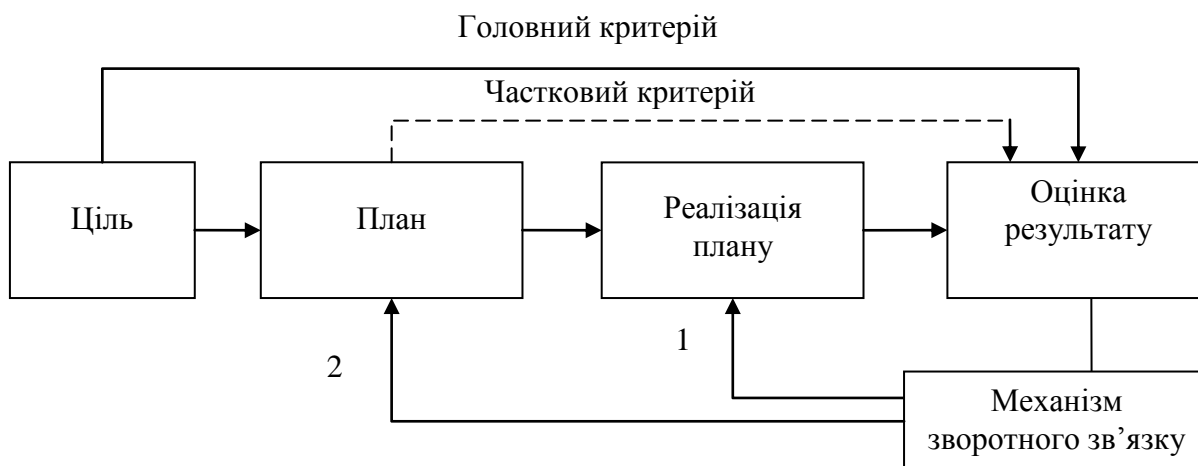 Головний критерій
Частковий критерій
Ціль
План
Реалізація
плану
Оцінка
результату
2
1
Механізм
зворотного зв’язку